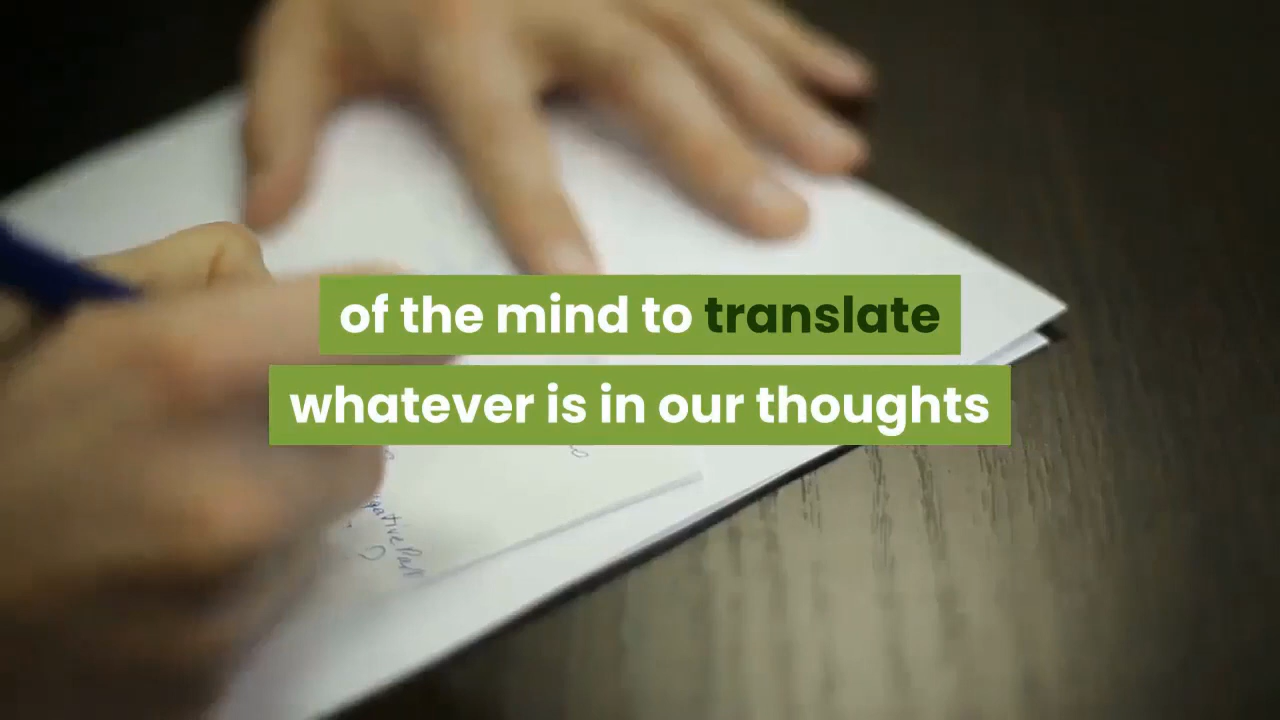 of the mind to translate
whatever is in our thoughts